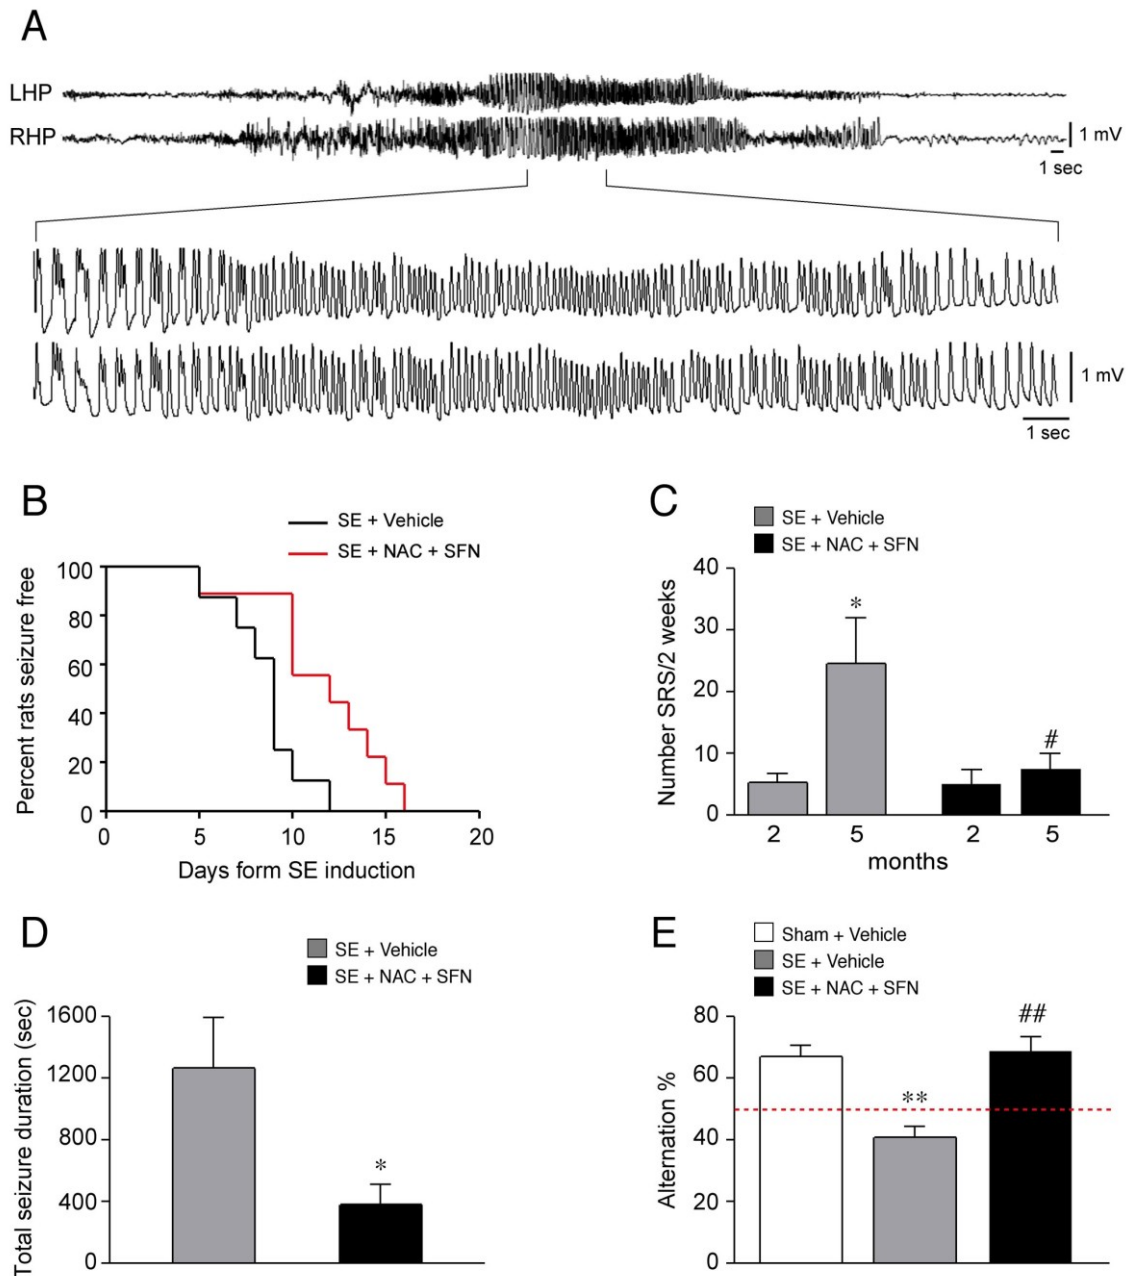 A
LHP
RHP
1 mV
1 sec
1 mV
1 sec
B
SE + Vehicle
SE + NAC + SFN
Percent rats seizure free
100
80
60
40
20
0
0 5 10 15 20
Days form SE induction
C
SE + Vehicle
SE + NAC + SFN
Number SRS/2 weeks
40
30
20
10
0
*
#
2 5 2 5
months
D
SE + Vehicle
SE + NAC + SFN
Total seizure duration (sec)
1600
1200
800
400
0
*
E
Sham + Vehicle
SE + Vehicle
SE + NAC + SFN
Alternation %
80
60
40
20
0
**
##